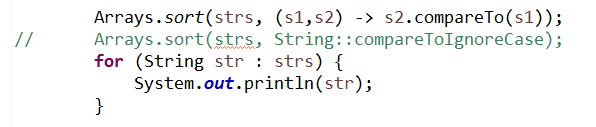 Arrays.sort(strs, (s1,s2) -> s2.compareTo(s1));
//      Arrays.sort(strs, String::compareToIgnoreCase);
for (String str : strs) {
System.out.println(str);
}